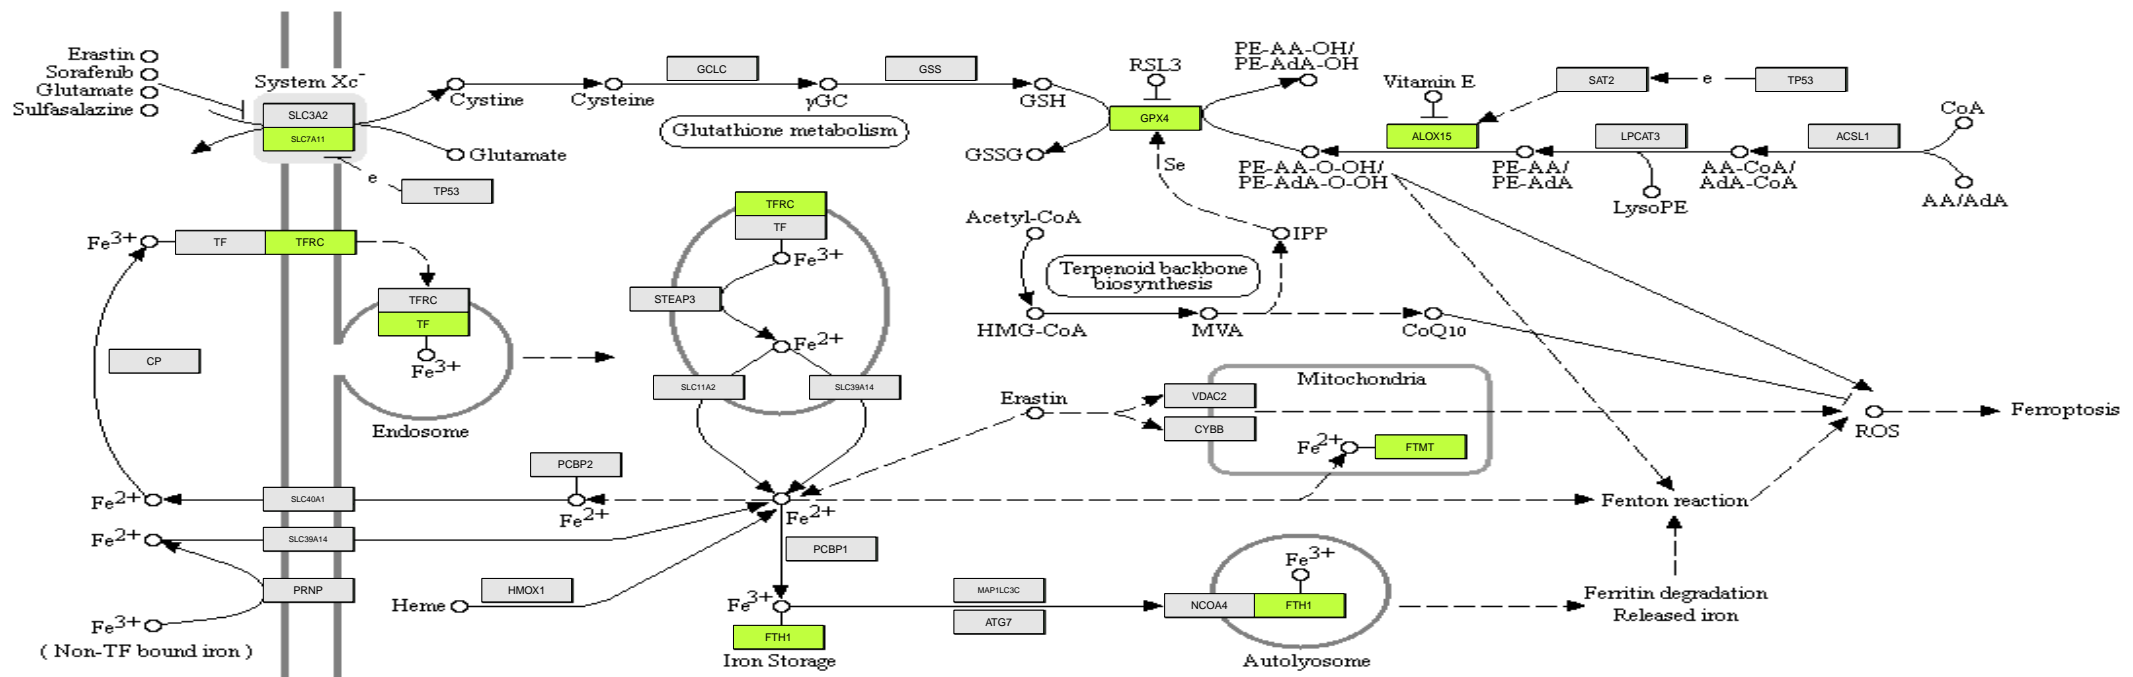 Erastin
Sorafenib
Glutamate
Sulfasalazine
System Xc-
SLC3A2
SLC7A11
Cystine
Glutamate
e
TP53
Cysteine
GCLC
γGC
GSS
GSH
Glutathione metabolism
GSSG
RSL3
GPX4
Se
PE-AA-OH/
PE-AdA-OH
PE-AA-O-OH/
PE-AdA-O-OH
Vitamin E
ALOX15
SAT2
e
TP53
PE-AA/
PE-AdA
LPCAT3
LysoPE
AA-CoA/
AdA-CoA
ACSL1
CoA
AA/AdA
Fe3+
TF
TFRC
TFRC
TF
Fe3+
Endosome
CP
TFRC
TF
Fe3+
STEAP3
Fe2+
SLC11A2
SLC39A14
Acetyl-CoA
HMG-CoA
Terpenoid backbone
biosynthesis
IPP
MVA
CoQ10
Erastin
VDAC2
CYBB
Mitochondria
Fe2+
FTMT
ROS
Ferroptosis
Fe2+
SLC40A1
PCBP2
Fe2+
Fe2+
Fenton reaction
Fe2+
SLC39A14
PRNP
Fe3+
( Non-TF bound iron )
Heme
HMOX1
PCBP1
Fe3+
FTH1
Iron Storage
MAP1LC3C
ATG7
NCOA4
FTH1
Fe3+
Autolyosome
Ferritin degradation
Released iron